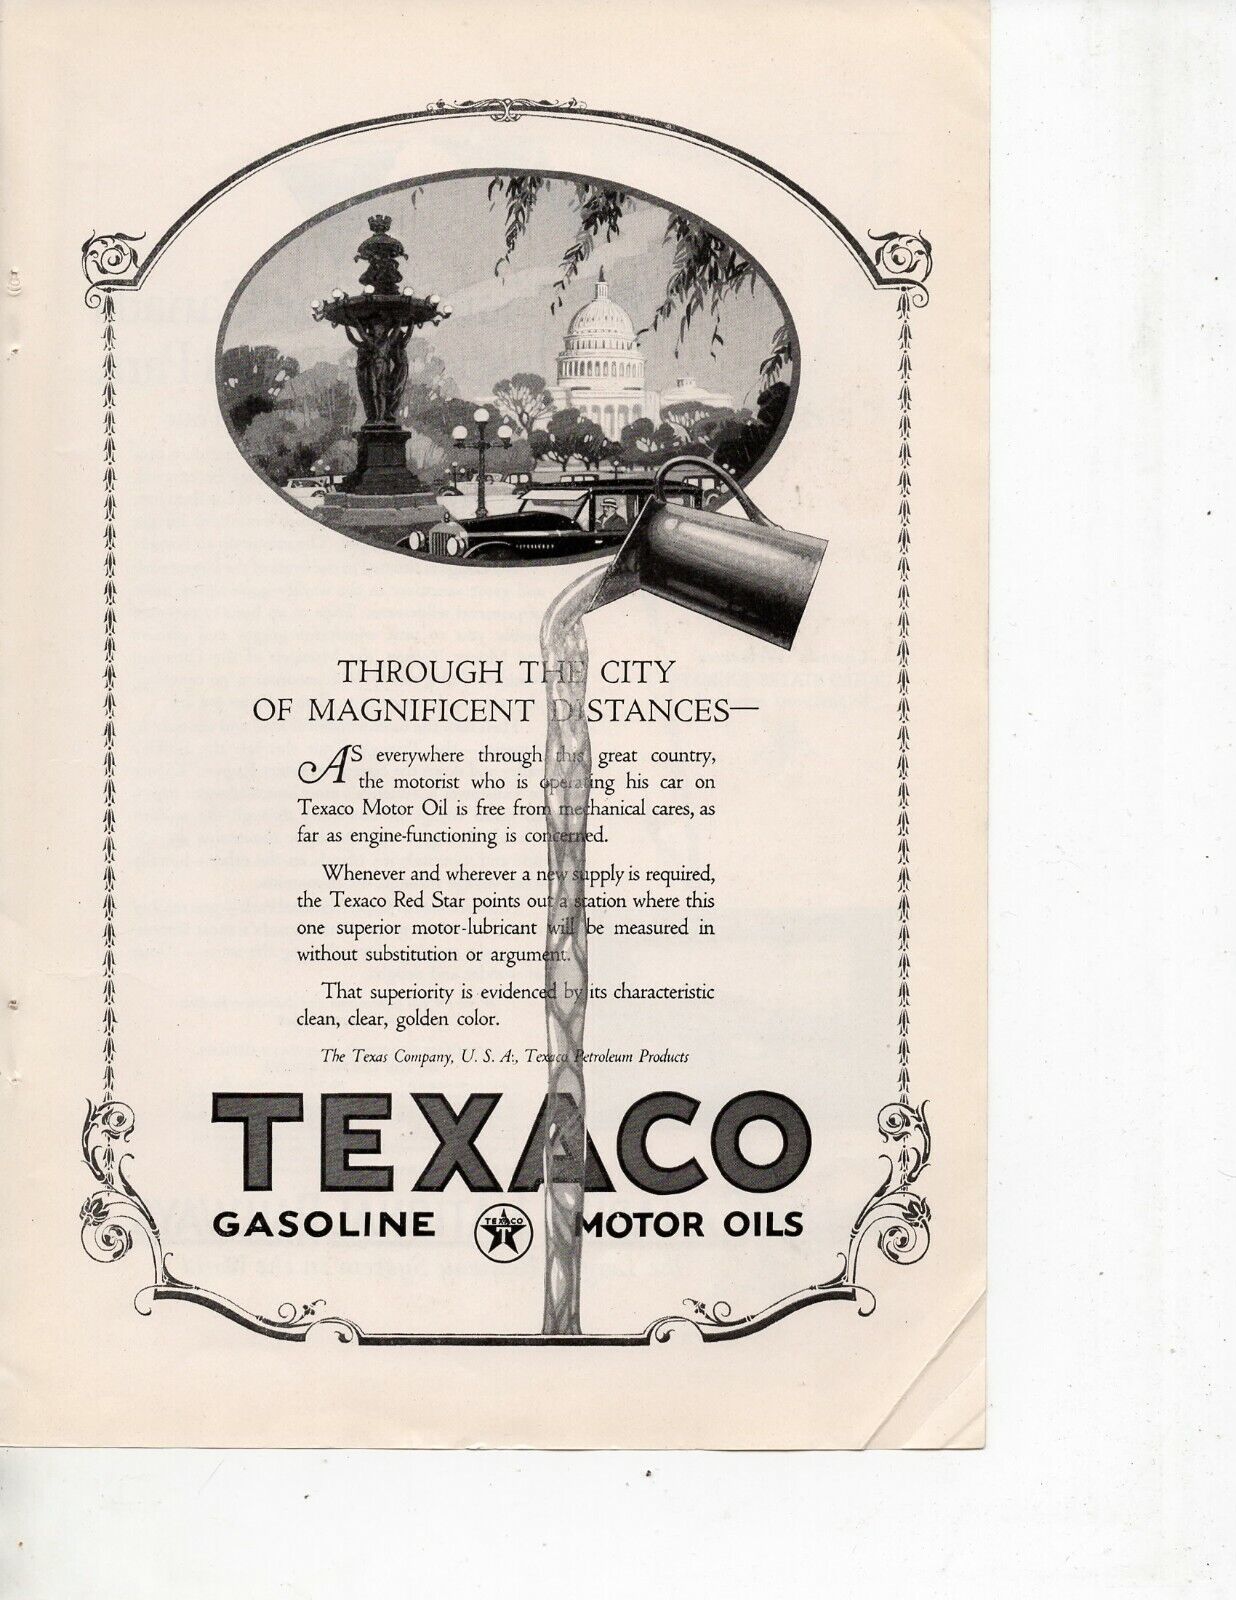 THROUGH THE CITY
OF MAGNIFICENT DISTANCES—
AS everywhere through this great country,
the motorist who is operating his car on
Texaco Motor Oil is free from mechanical cares, as
far as engine-functioning is concerned.
Whenever and wherever a new supply is required,
the Texaco Red Star points out a station where this
one superior motor-lubricant will be measured in
without substitution or argument.
That superiority is evidenced by its characteristic
clean, clear, golden color.
The Texas Company, U. S. A., Texaco Petroleum Products
TEXACO
GASOLINE TEXACO T MOTOR OILS